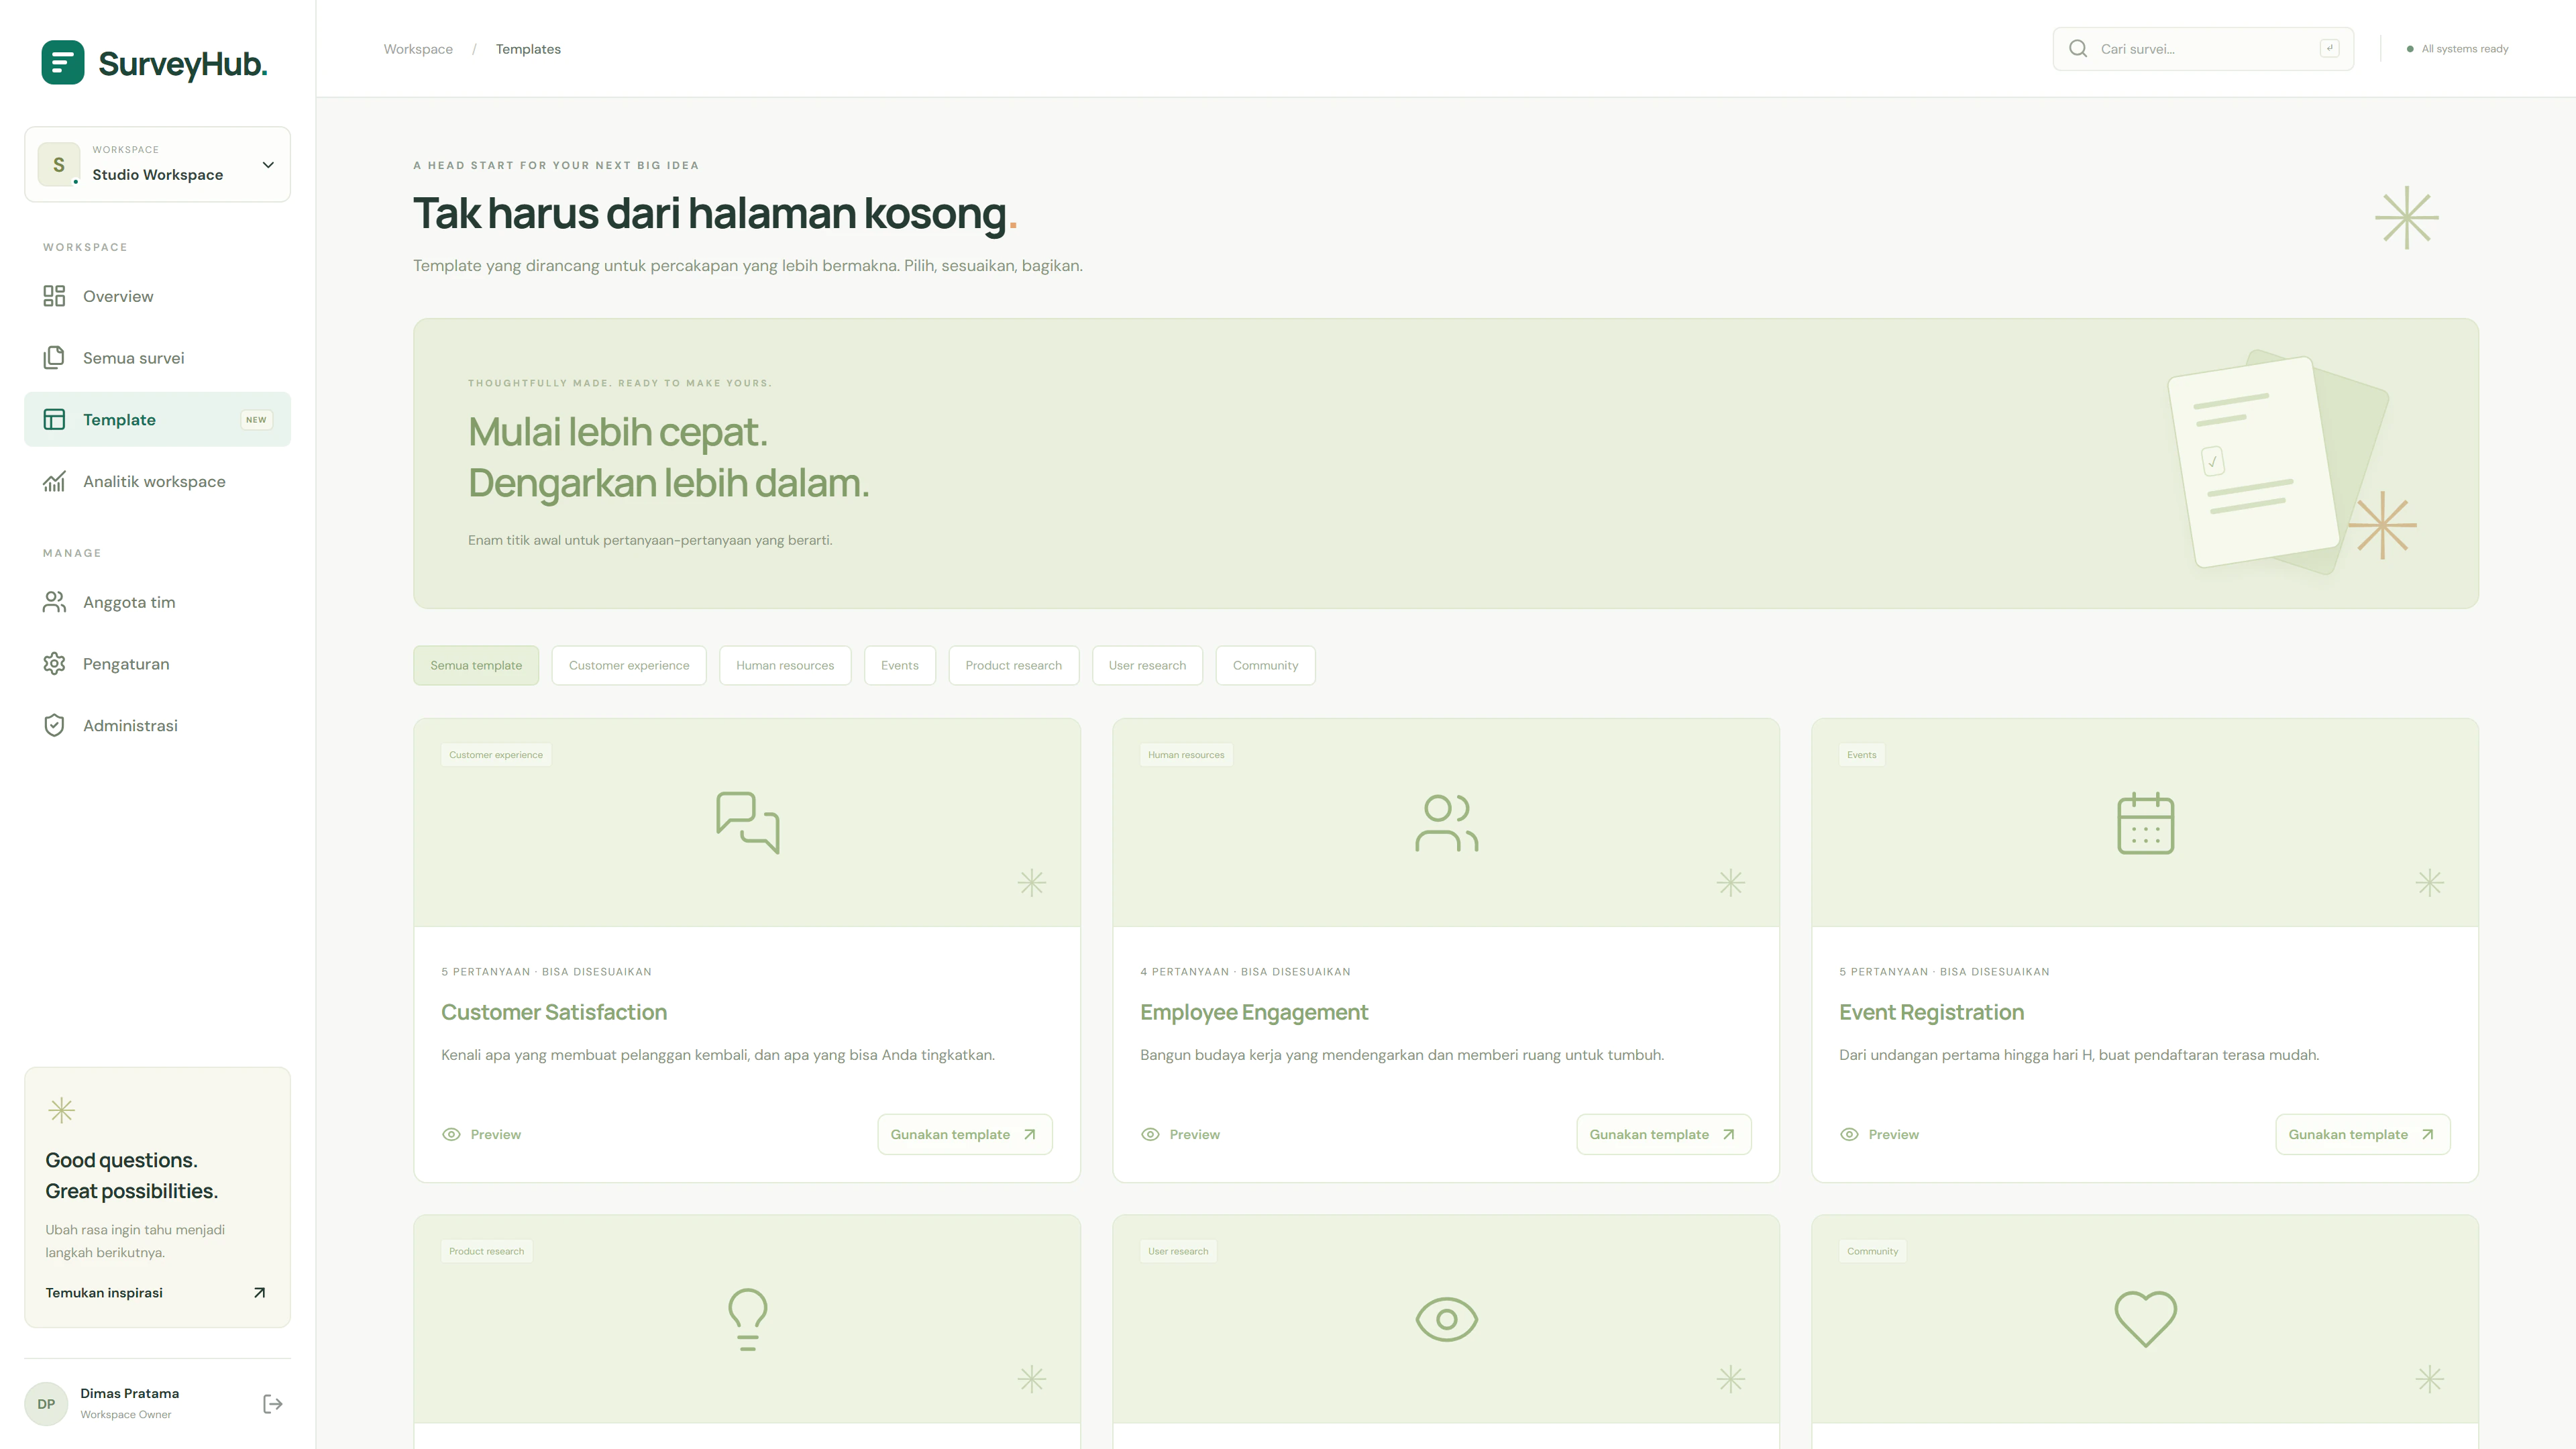 SurveyHub.
S
WORKSPACE
Studio Workspace
WORKSPACE
Overview
Semua survei
Template
NEW
Analitik workspace
MANAGE
Anggota tim
Pengaturan
Administrasi
Good questions.
Great possibilities.
Ubah rasa ingin tahu menjadi
langkah berikutnya.
Temukan inspirasi
DP
Dimas Pratama
Workspace Owner
Workspace / Templates
Cari survei...
All systems ready
A HEAD START FOR YOUR NEXT BIG IDEA
Tak harus dari halaman kosong.
Template yang dirancang untuk percakapan yang lebih bermakna. Pilih, sesuaikan, bagikan.
THOUGHTFULLY MADE. READY TO MAKE YOURS.
Mulai lebih cepat.
Dengarkan lebih dalam.
Enam titik awal untuk pertanyaan-pertanyaan yang berarti.
Semua template
Customer experience
Human resources
Events
Product research
User research
Community
Customer experience
5 PERTANYAAN · BISA DISESUAIKAN
Customer Satisfaction
Kenali apa yang membuat pelanggan kembali, dan apa yang bisa Anda tingkatkan.
Preview
Gunakan template
Human resources
4 PERTANYAAN · BISA DISESUAIKAN
Employee Engagement
Bangun budaya kerja yang mendengarkan dan memberi ruang untuk tumbuh.
Preview
Gunakan template
Events
5 PERTANYAAN · BISA DISESUAIKAN
Event Registration
Dari undangan pertama hingga hari H, buat pendaftaran terasa mudah.
Preview
Gunakan template
Product research
User research
Community